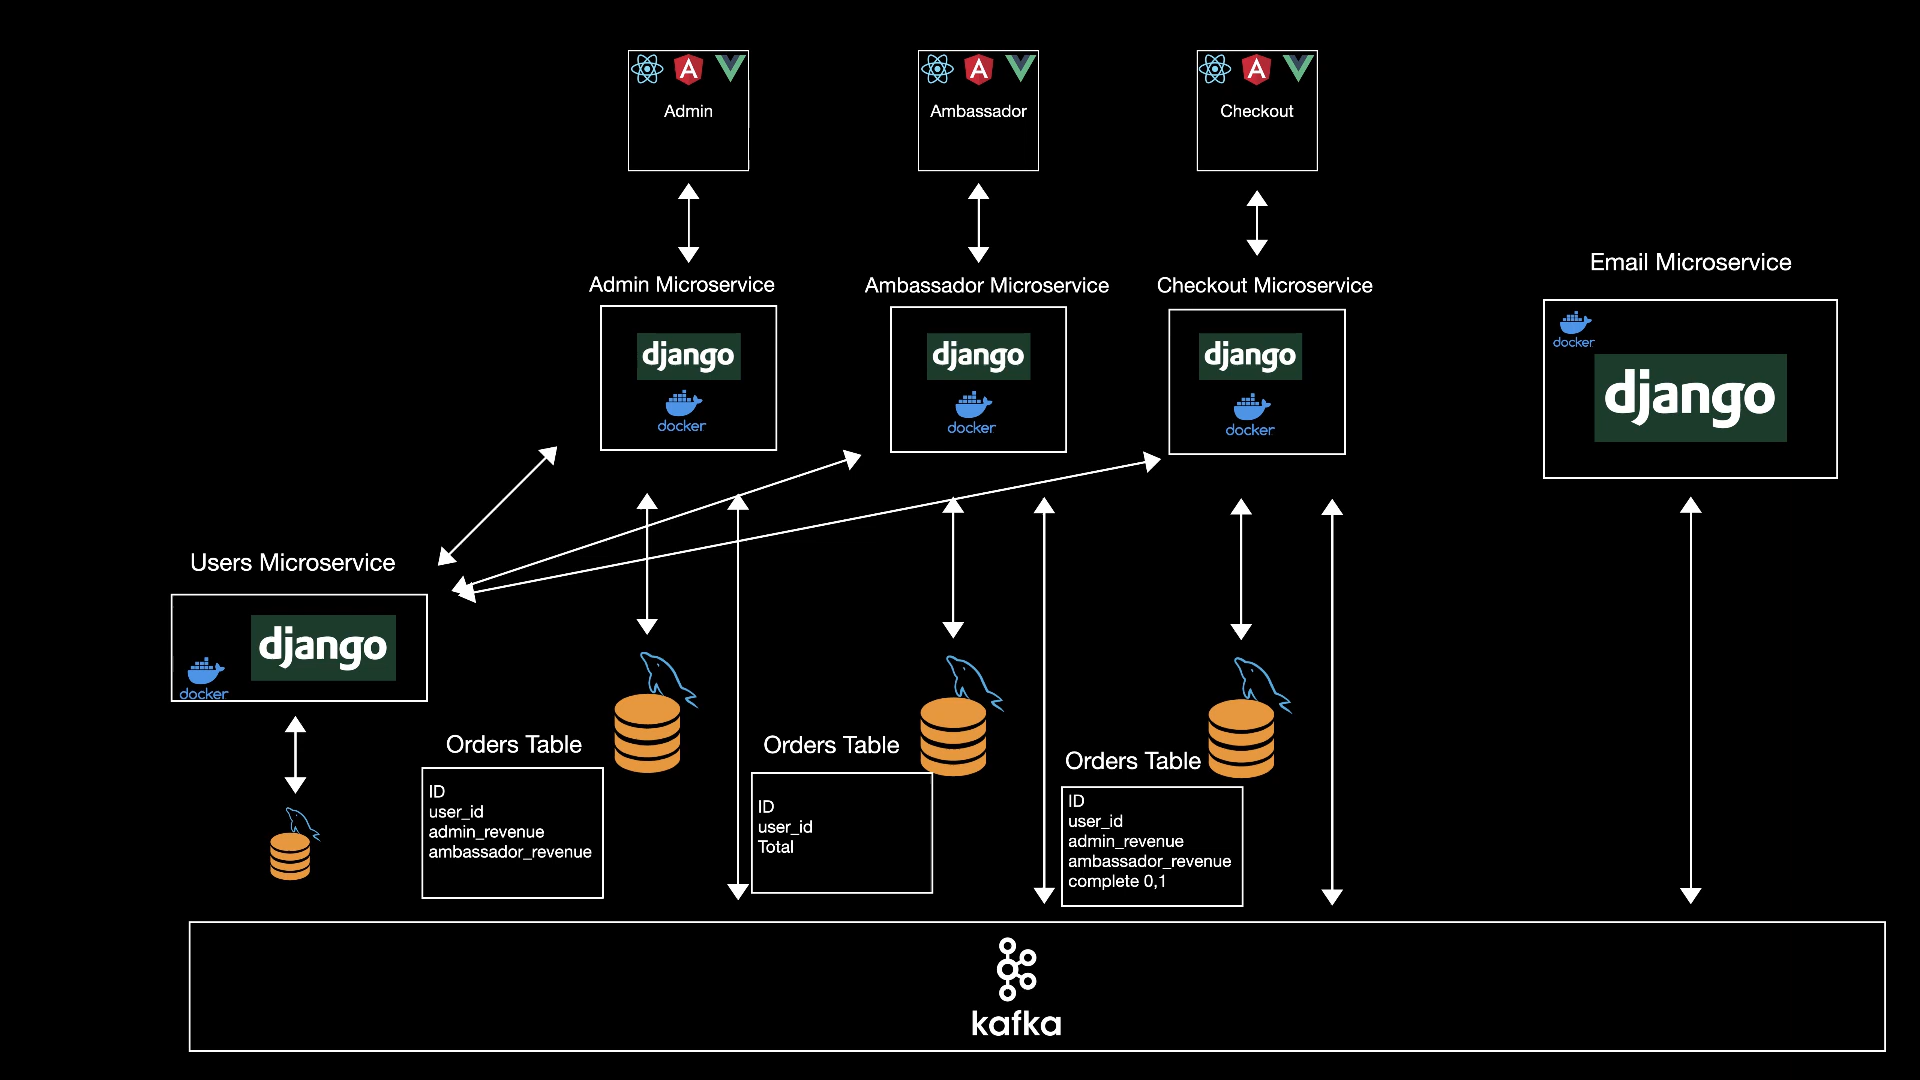 Admin
Ambassador
Checkout
Admin Microservice
Ambassador Microservice
Checkout Microservice
Email Microservice
django
docker
django
docker
django
docker
docker
django
Users Microservice
django
docker
Orders Table
ID
user_id
admin_revenue
ambassador_revenue
Orders Table
ID
user_id
Total
Orders Table
ID
user_id
admin_revenue
ambassador_revenue
complete 0,1
kafka